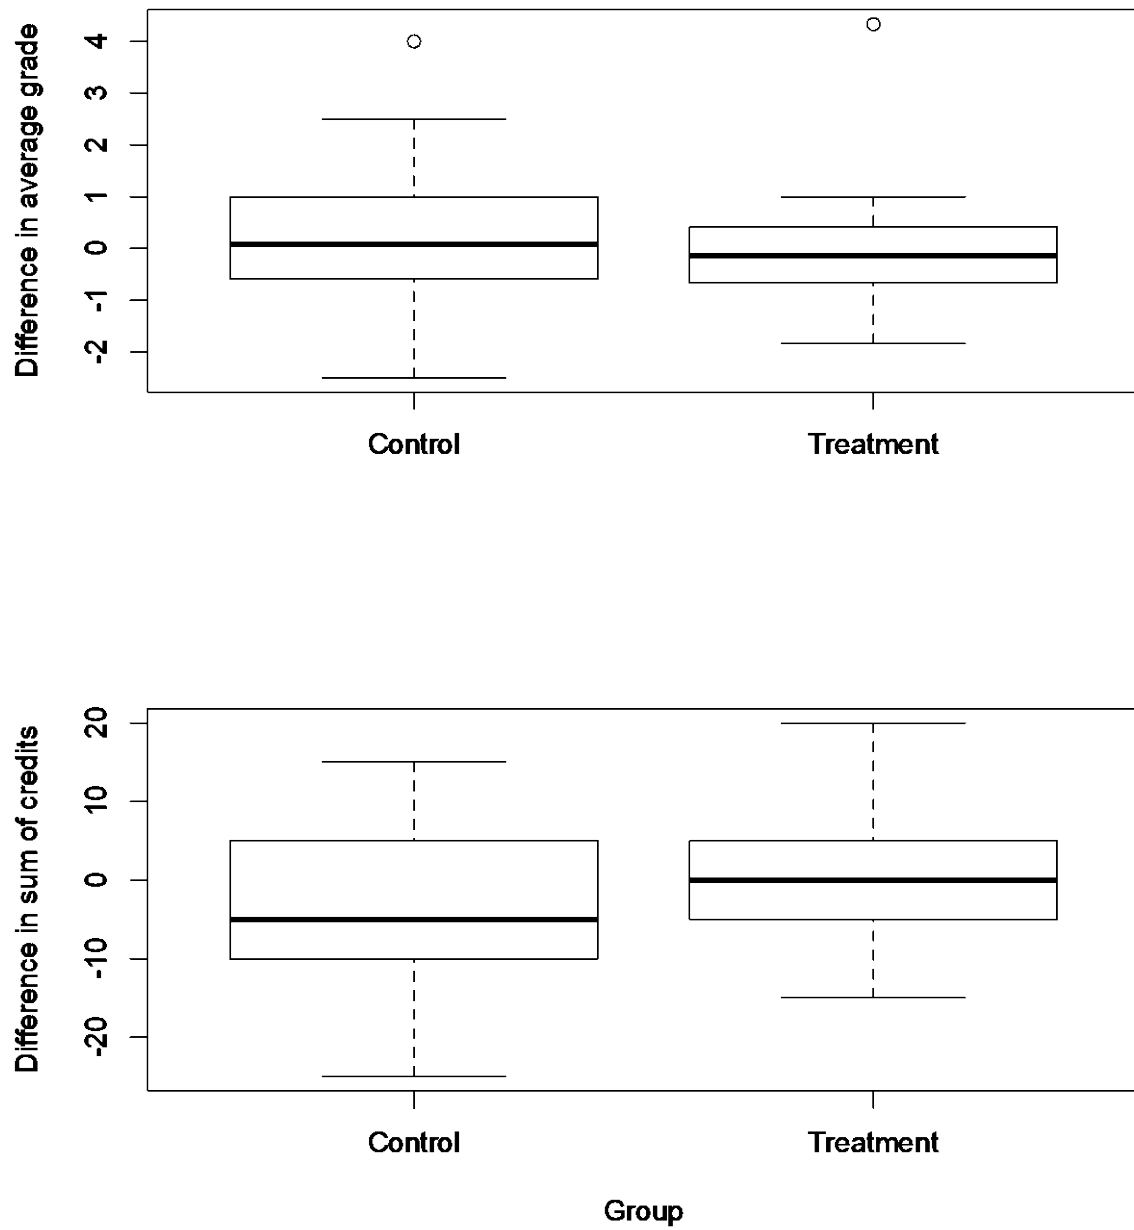 Difference in average grade
4
3
2
1
0
-1
-2
Control
Treatment
Difference in sum of credits
20
10
0
-10
-20
Control
Treatment
Group